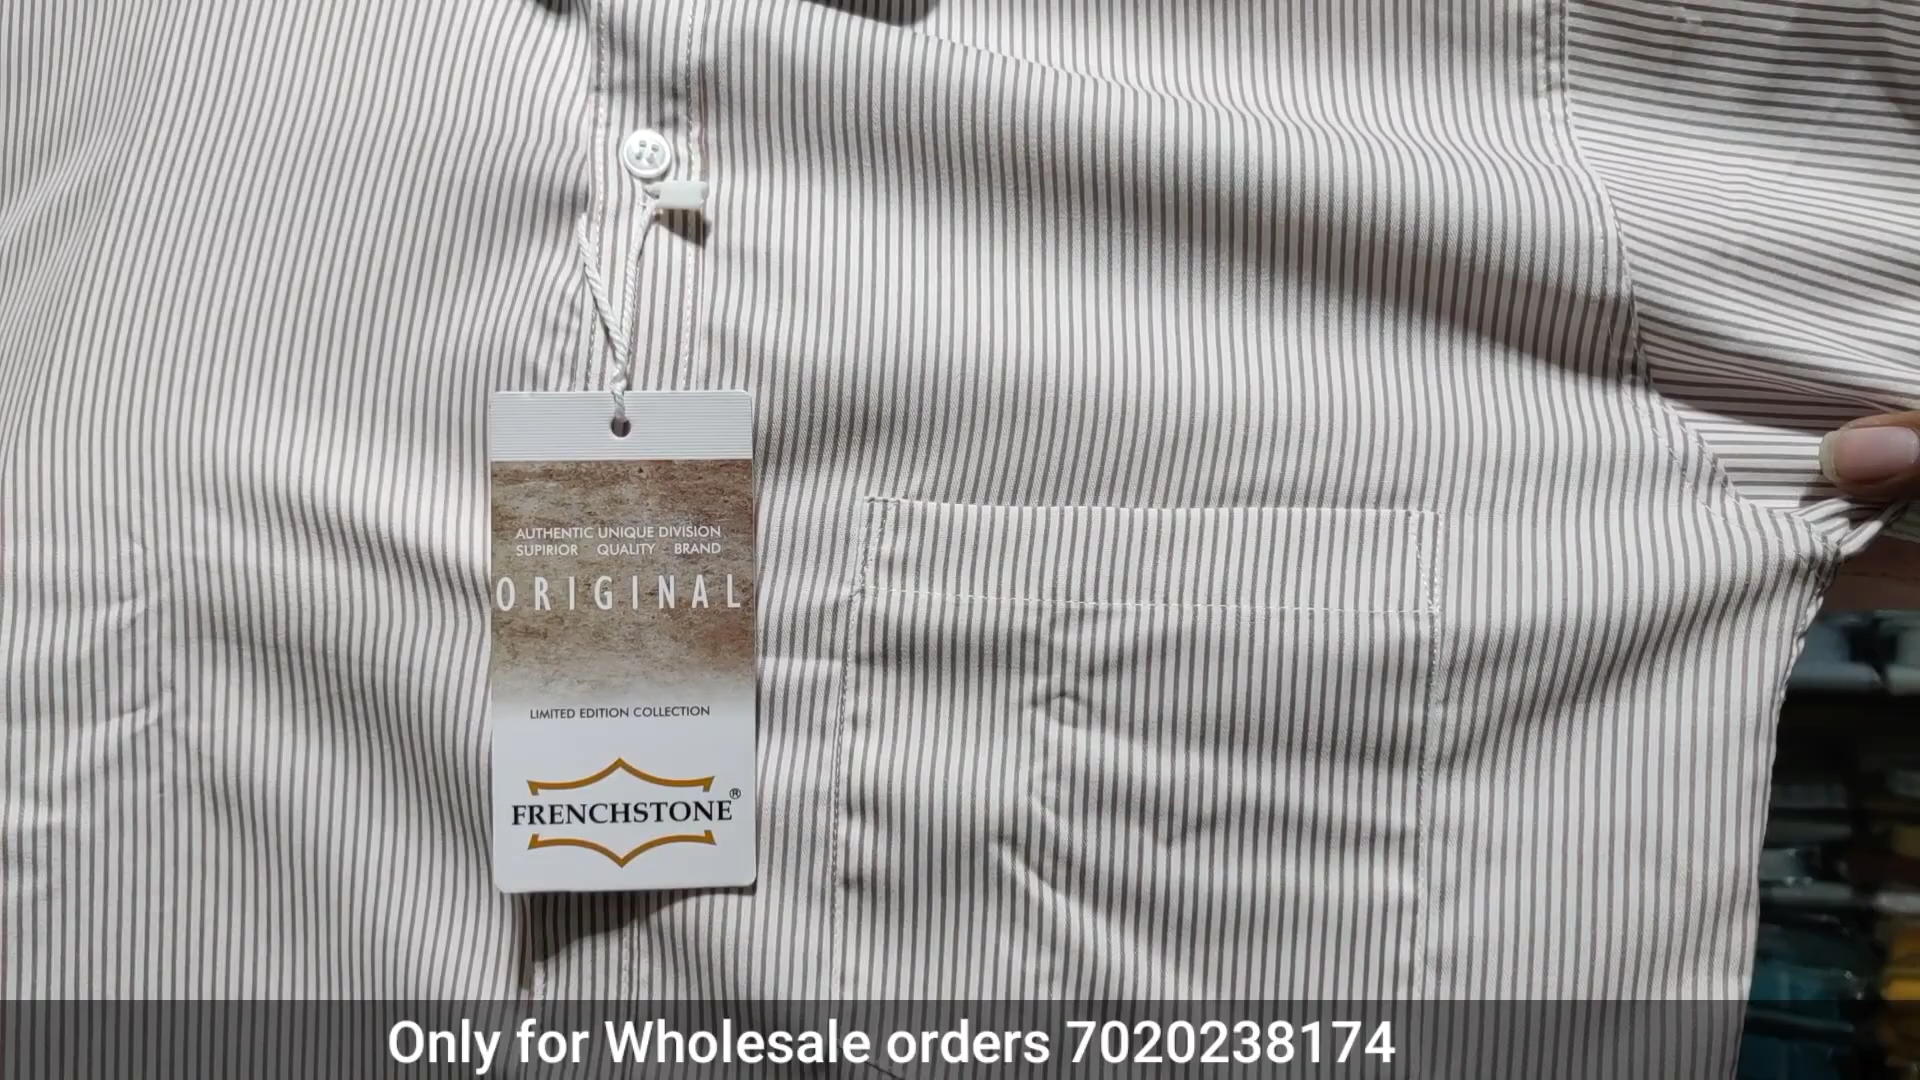 AUTHENTIC UNIQUE DIVISION
SUPIRIOR QUALITY BRAND
ORIGINAL
LIMITED EDITION COLLECTION
FRENCHSTONE®
Only for Wholesale orders 7020238174